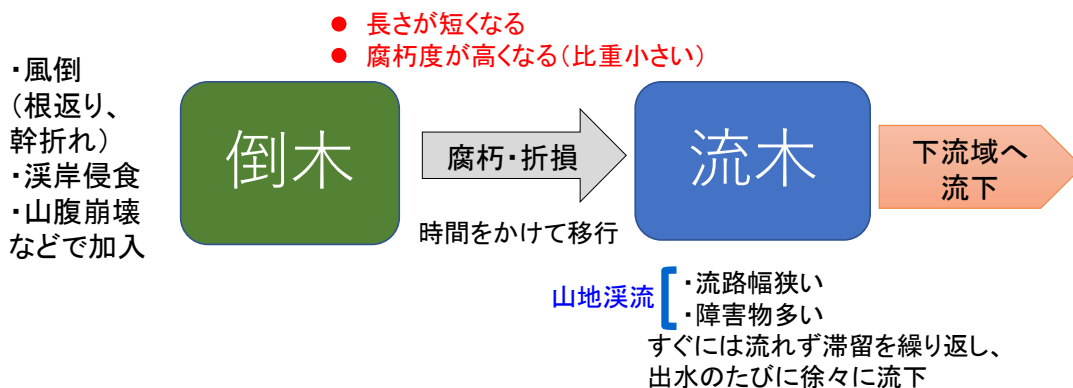 ● 長さが短くなる
● 腐朽度が高くなる（比重小さい）
・風倒
（根返り、
幹折れ）
・渓岸侵食
・山腹崩壊
などで加入
倒木
腐朽・折損
時間をかけて移行
流木
下流域へ
流下
山地渓流
・流路幅狭い
・障害物多い
すぐには流れず滞留を繰り返し、
出水のたびに徐々に流下